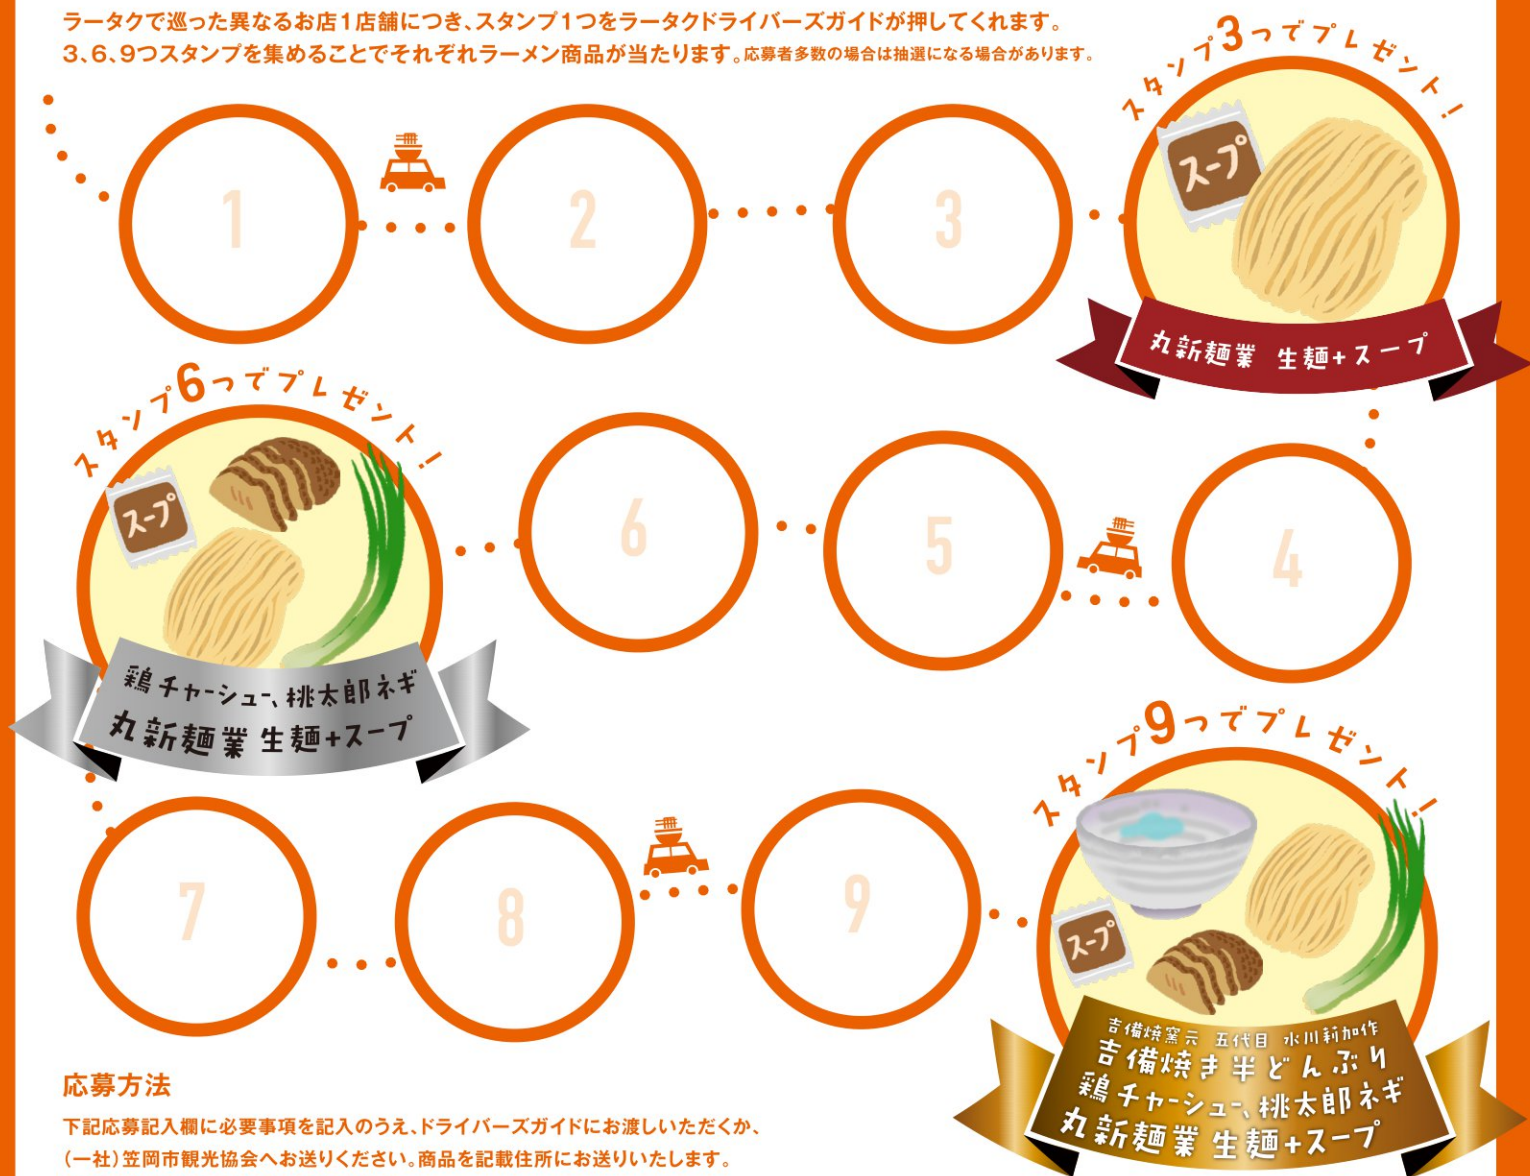 ラータクで巡った異なるお店1店舗につき、スタンプ1つをラータクドライバーズガイドが押してくれます。
3、6、9つスタンプを集めることでそれぞれラーメン商品が当たります。応募者多数の場合は抽選になる場合があります。
スタンプ3つでプレゼント!
スープ
1
2
3
丸新麺業 生麺+スープ
スタンプ6つでプレゼント!
スープ
6
5
4
鶏チャーシュー、桃太郎ネギ
丸新麺業 生麺+スープ
スタンプ9つでプレゼント!
スープ
7
8
9
吉備焼窯元 五代目 水川莉加作
吉備焼き半どんぶり
鶏チャーシュー、桃太郎ネギ
丸新麺業 生麺+スープ
応募方法
下記応募記入欄に必要事項を記入のうえ、ドライバーズガイドにお渡しいただくか、
(一社)笠岡市観光協会へお送りください。商品を記載住所にお送りいたします。